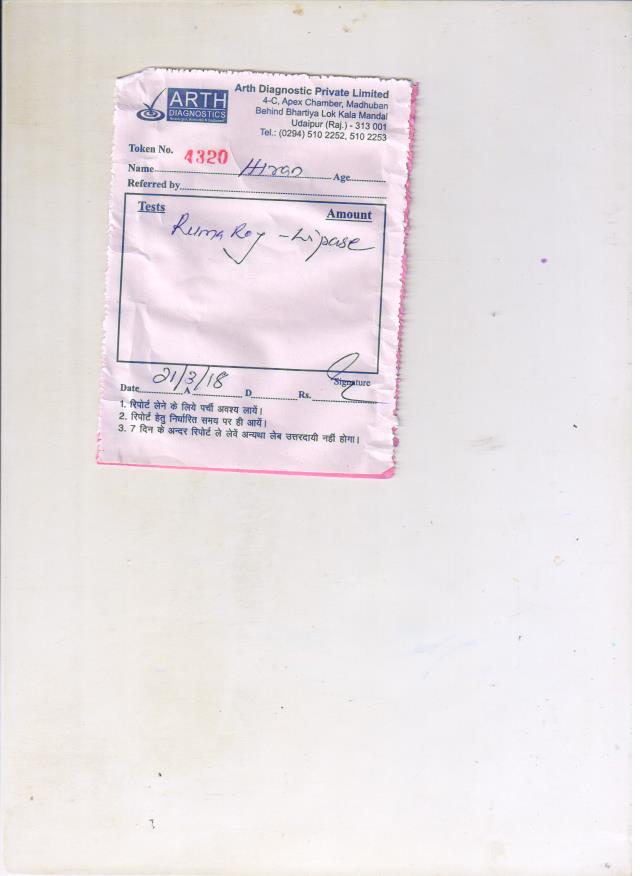 ARTH
DIAGNOSTICS
Arth Diagnostic Private Limited
4-C, Apex Chamber, Madhuban
Behind Bhartiya Lok Kala Mandal
Udaipur (Raj.) - 313 001
Tel.: (0294) 510 2252, 510 2253
Token No. 4320
Name Hiran Age
Referred by
Tests Amount
Ruma Roy - Lipase
Date 21/3/18 A D Rs. Signature
1. रिपोर्ट लेने के लिये पर्ची अवश्य लायें।
2. रिपोर्ट हेतु निर्धारित समय पर ही आयें।
3. 7 दिन के अन्दर रिपोर्ट ले लेवें अन्यथा लेब उत्तरदायी नहीं होगा।